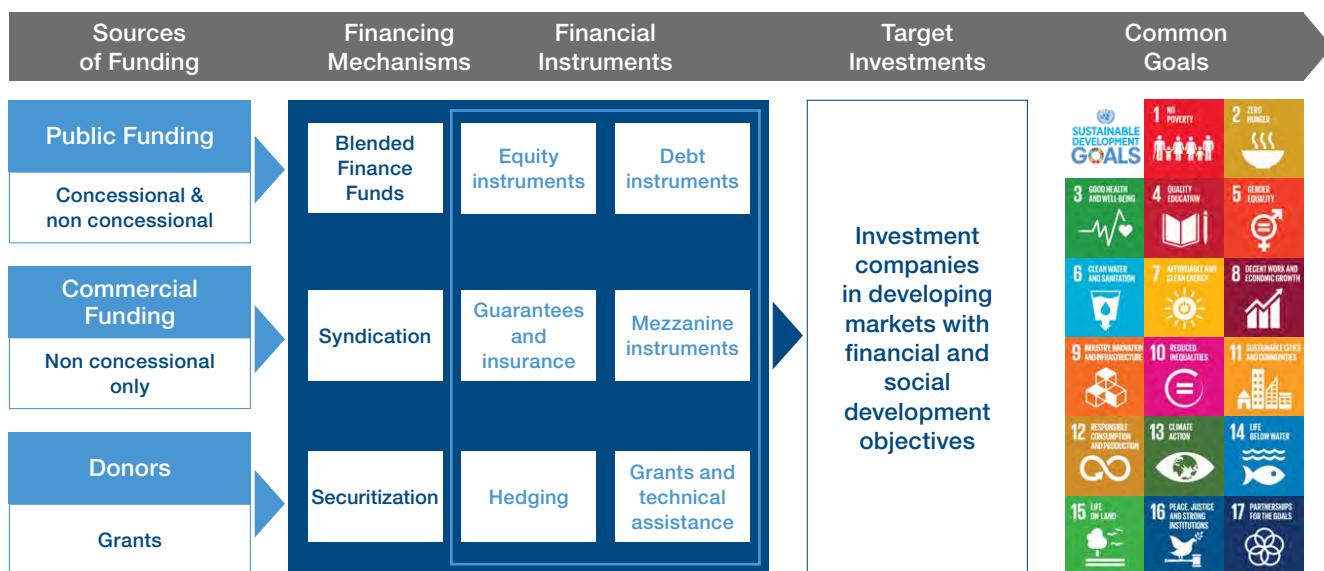 Sources
of Funding
Financing
Mechanisms
Financial
Instruments
Target
Investments
Common
Goals
Public Funding
Concessional &
non concessional
Commercial
Funding
Non concessional
only
Donors
Grants
Blended
Finance
Funds
Equity
instruments
Debt
instruments
Syndication
Guarantees
and
insurance
Mezzanine
instruments
Securitization
Hedging
Grants and
technical
assistance
Investment
companies
in developing
markets with
financial and
social
development
objectives
SUSTAINABLE
DEVELOPMENT
GOALS
1 NO
POVERTY
2 ZERO
HUNGER
3 GOOD HEALTH
AND WELL-BEING
4 QUALITY
EDUCATION
5 GENDER
EQUALITY
6 CLEAN WATER
AND SANITATION
7 AFFORDABLE AND
CLEAN ENERGY
8 DECENT WORK AND
ECONOMIC GROWTH
9 INDUSTRY, INNOVATION
AND INFRASTRUCTURE
10 REDUCED
INEQUALITIES
11 SUSTAINABLE CITIES
AND COMMUNITIES
12 RESPONSIBLE
CONSUMPTION
AND PRODUCTION
13 CLIMATE
ACTION
14 LIFE
BELOW WATER
15 LIFE
ON LAND
16 PEACE, JUSTICE
AND STRONG
INSTITUTIONS
17 PARTNERSHIPS
FOR THE GOALS